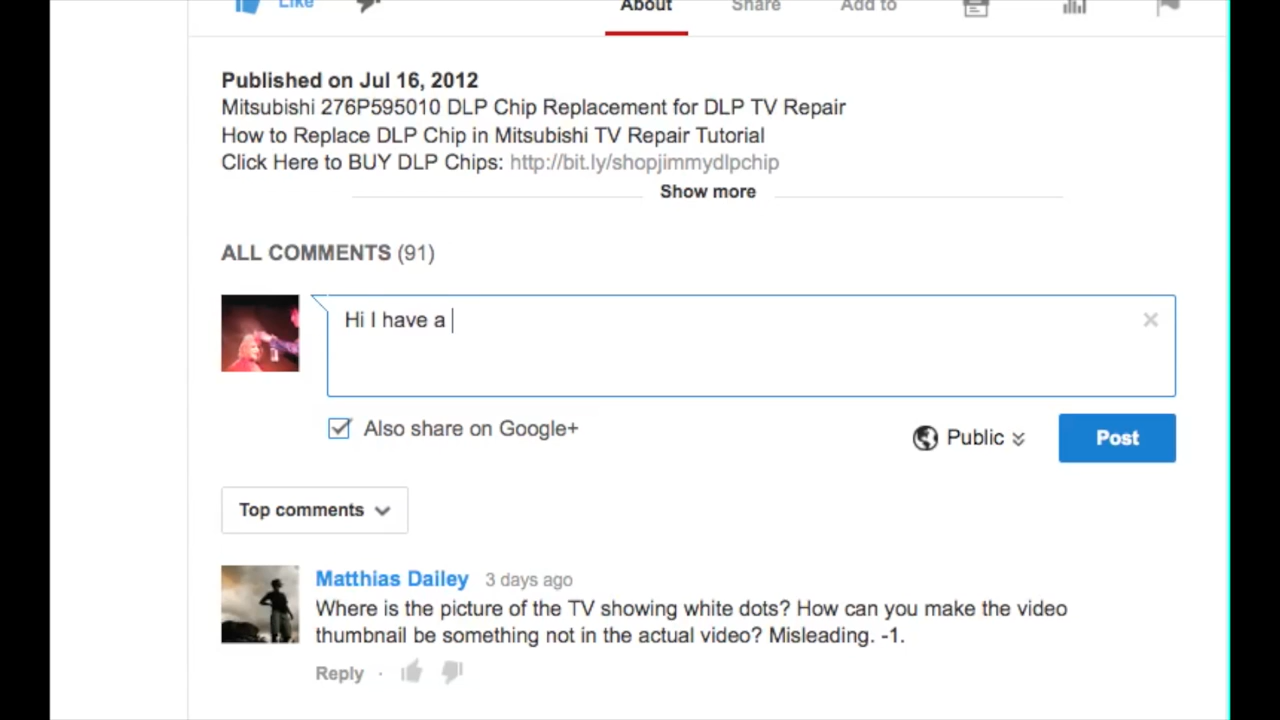 Like About Share Add to
Published on Jul 16, 2012
Mitsubishi 276P595010 DLP Chip Replacement for DLP TV Repair
How to Replace DLP Chip in Mitsubishi TV Repair Tutorial
Click Here to BUY DLP Chips: http://bit.ly/shopjimmydlpchip
Show more
ALL COMMENTS (91)
Hi I have a
Also share on Google+
Public
Post
Top comments
Matthias Dailey 3 days ago
Where is the picture of the TV showing white dots? How can you make the video
thumbnail be something not in the actual video? Misleading. -1.
Reply